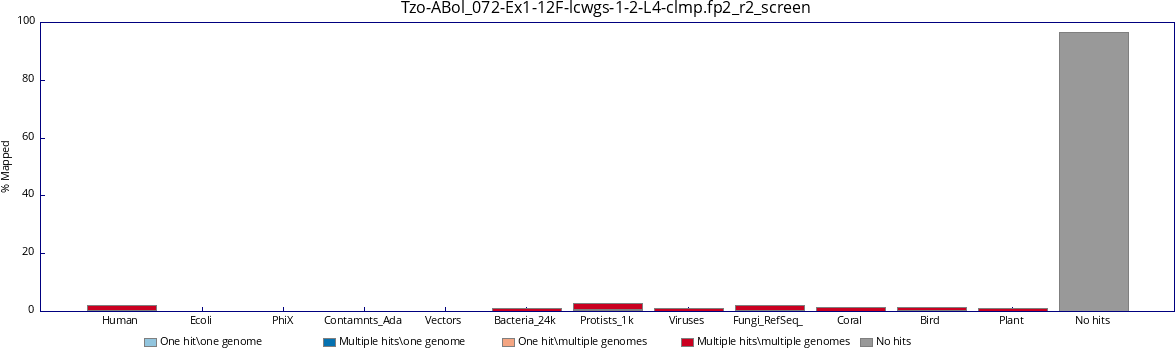 Tzo-ABol_072-Ex1-12F-lcwgs-1-2-L4-clmp.fp2_r2_screen
100
80
60
40
20
0
% Mapped
Human Ecoli PhiX Contamnts_Ada Vectors Bacteria_24k Protists_1k Viruses Fungi_RefSeq_ Coral Bird Plant No hits
One hit\one genome Multiple hits\one genome One hit\multiple genomes Multiple hits\multiple genomes No hits